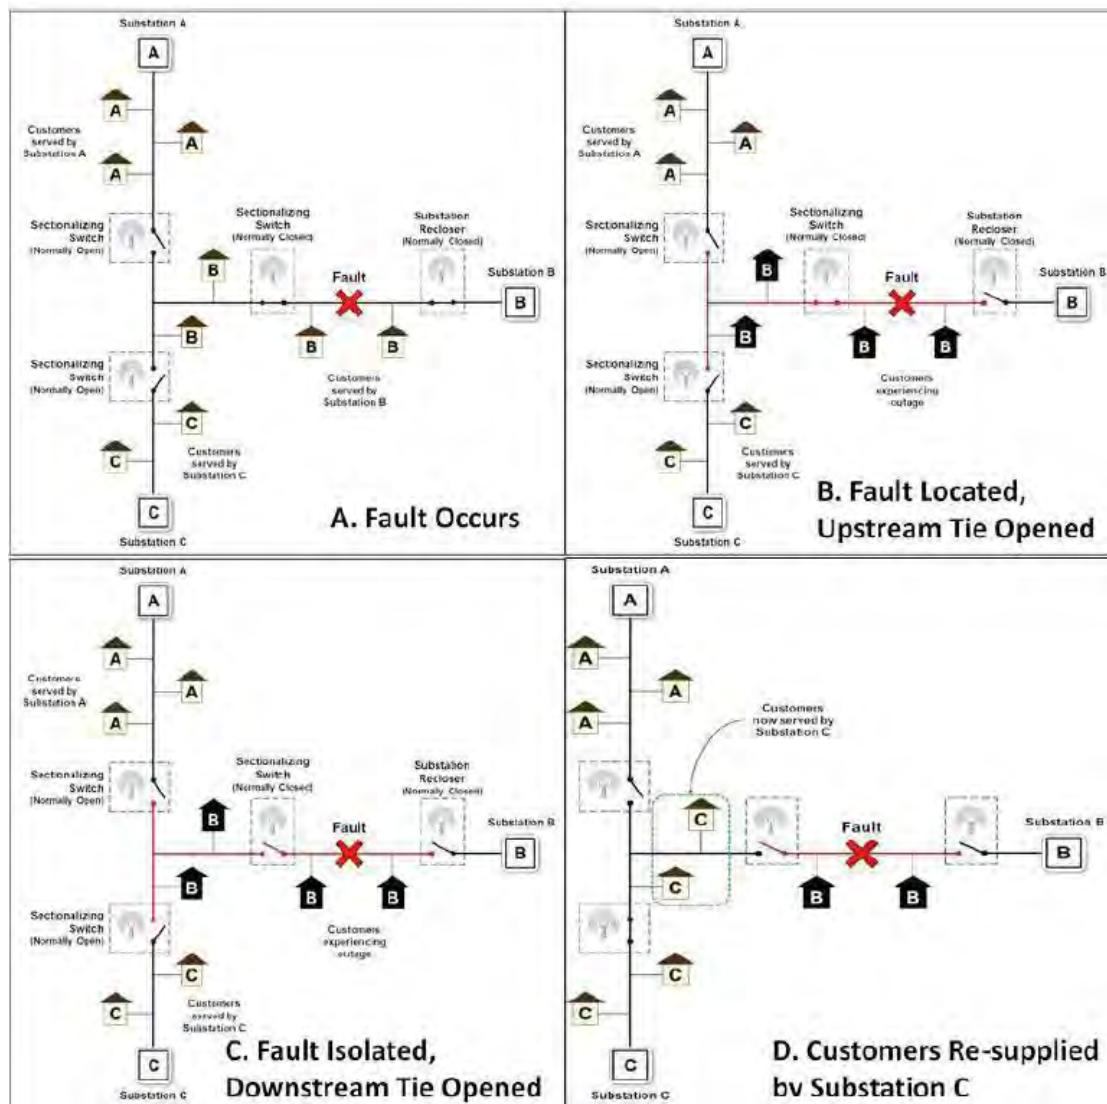 Substation A
A
A
Customers
served by
Substation A
A
A
Sectionalizing
Switch
(Normally Open)
Sectionalizing
Switch
(Normally Closed)
Substation
Recloser
(Normally Closed)
B
Fault
Substation B
B
B
B
B
Sectionalizing
Switch
(Normally Open)
Customers
served by
Substation B
C
C
Customers
served by
Substation C
C
Substation C
A. Fault Occurs
Substation A
A
A
Customers
served by
Substation A
A
A
Sectionalizing
Switch
(Normally Open)
Sectionalizing
Switch
(Normally Closed)
Substation
Recloser
(Normally Closed)
B
Fault
Substation B
B
B
B
B
Sectionalizing
Switch
(Normally Open)
Customers
experiencing
outage
C
C
Customers
served by
Substation C
C
Substation C
B. Fault Located,
Upstream Tie Opened
Substation A
A
A
Customers
served by
Substation A
A
A
Sectionalizing
Switch
(Normally Open)
Sectionalizing
Switch
(Normally Closed)
Substation
Recloser
(Normally Closed)
B
Fault
Substation B
B
B
B
B
Sectionalizing
Switch
(Normally Open)
Customers
experiencing
outage
C
C
Customers
served by
Substation C
C
Substation C
C. Fault Isolated,
Downstream Tie Opened
Substation A
A
A
A
A
Customers
now served by
Substation C
C
Fault
Substation B
B
C
B
B
C
C
C
Substation C
D. Customers Re-supplied
by Substation C